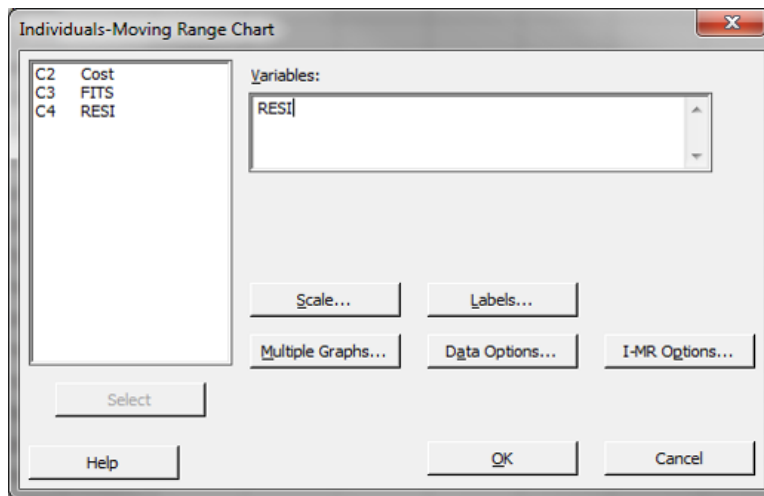 Individuals-Moving Range Chart
C2 Cost
C3 FITS
C4 RESI
Variables:
RESI
Scale...
Labels...
Multiple Graphs...
Data Options...
I-MR Options...
Select
Help
OK
Cancel